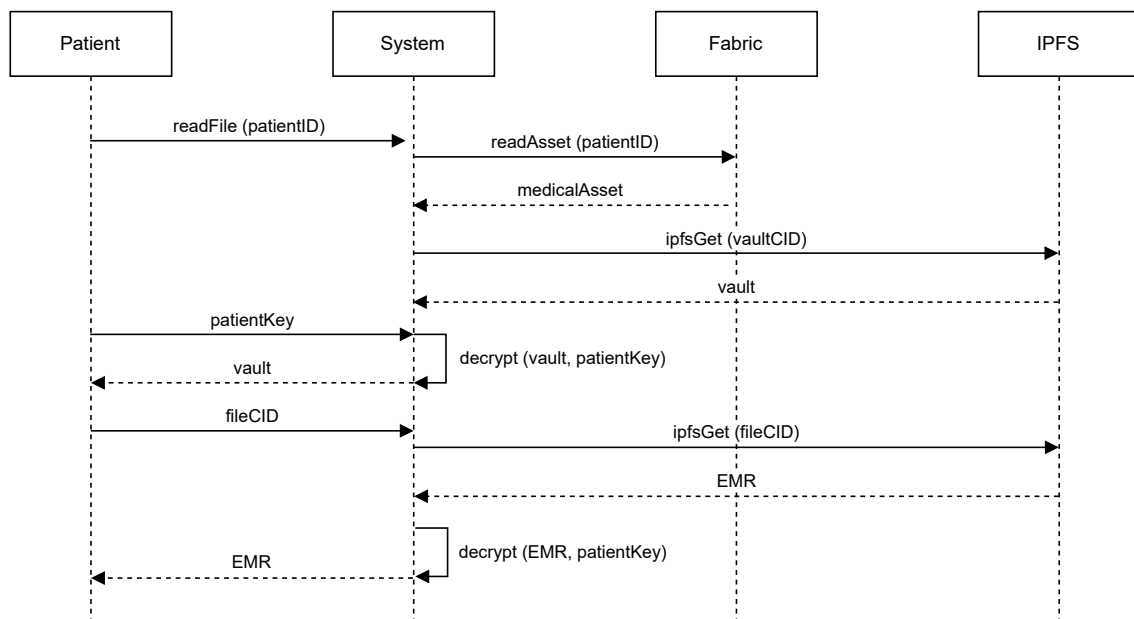 Patient
System
Fabric
IPFS
readFile (patientID)
readAsset (patientID)
medicalAsset
ipfsGet (vaultCID)
vault
patientKey
decrypt (vault, patientKey)
vault
fileCID
ipfsGet (fileCID)
EMR
decrypt (EMR, patientKey)
EMR